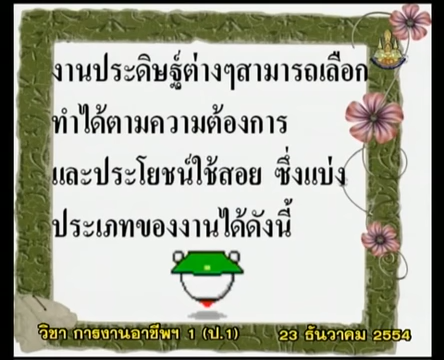 งานประดิษฐ์ต่างๆสามารถเลือก
ทำได้ตามความต้องการ
และประโยชน์ใช้สอย ซึ่งแบ่ง
ประเภทของงานได้ดังนี้
วิชา การงานอาชีพฯ 1 (ป.1) 23 ธันวาคม 2554